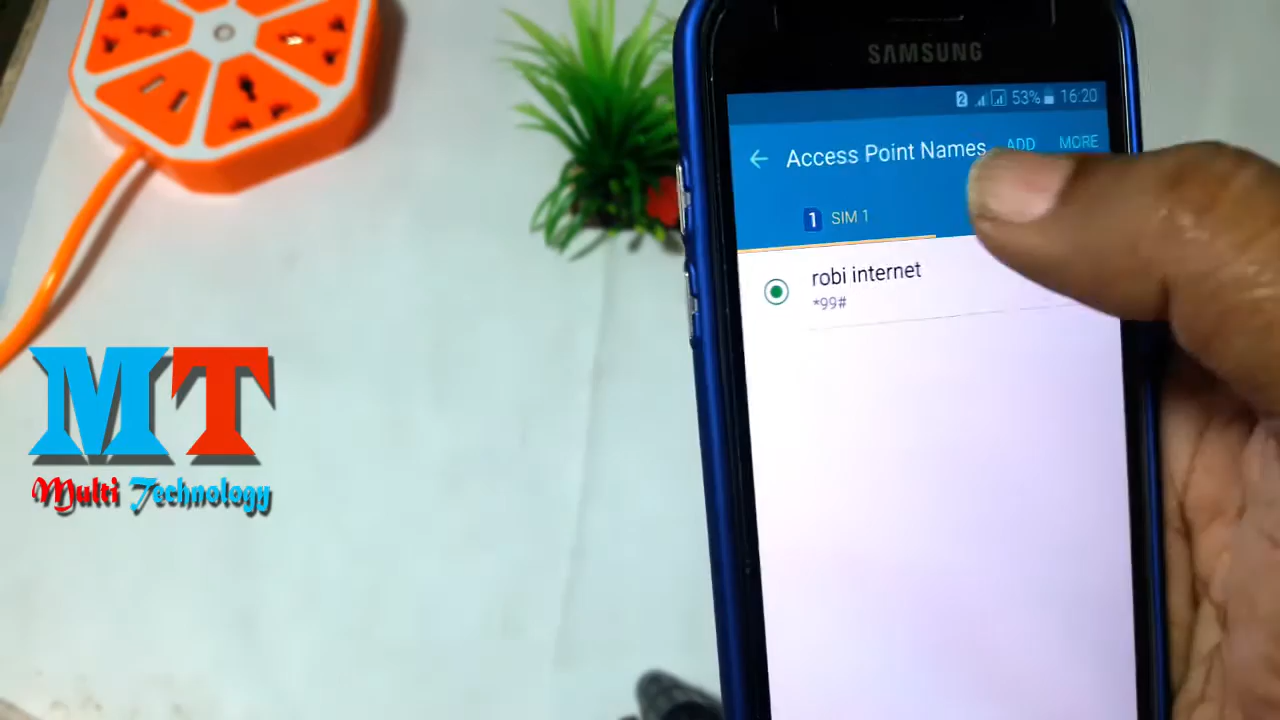 SAMSUNG
2 53% 16:20
Access Point Names ADD MORE
1 SIM 1
robi internet
*99#
MT
Multi Technology